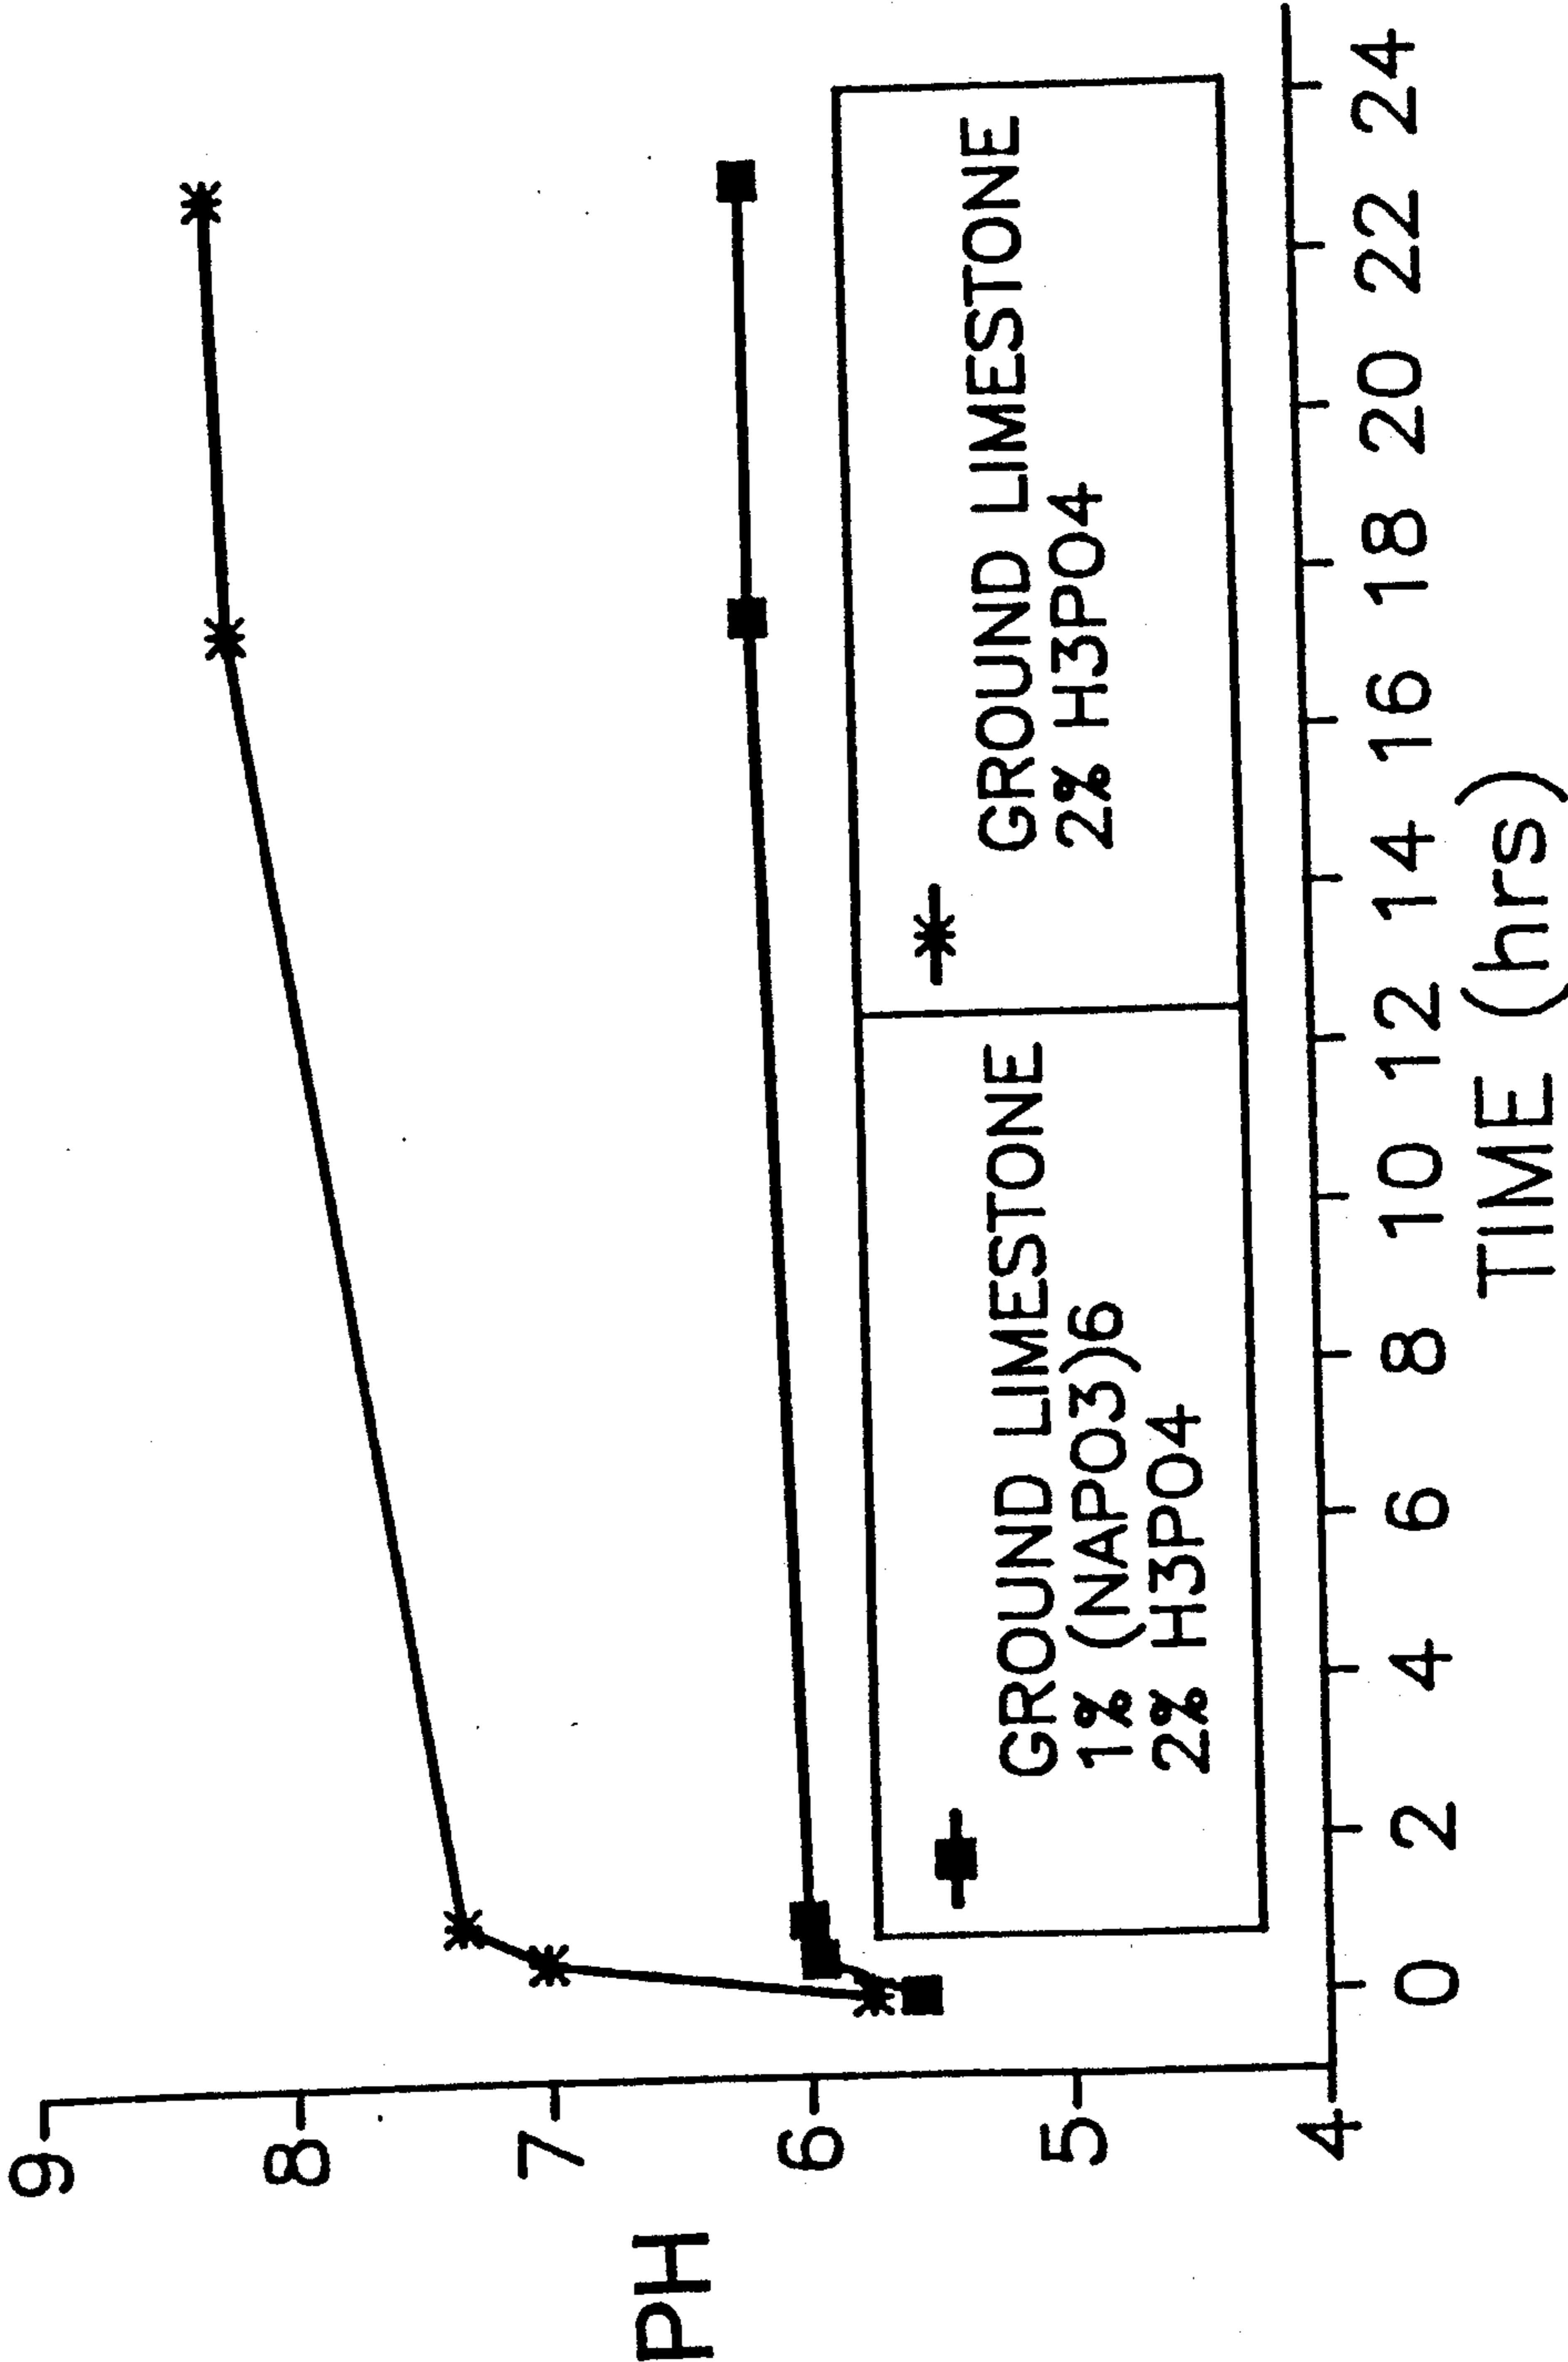 9
8
7
6
5
4
PH
GROUND LIMESTONE
1% (NAPO3)6
2% H3PO4
GROUND LIMESTONE
2% H3PO4
0 2 4 6 8 10 12 14 16 18 20 22 24
TIME (hrs)